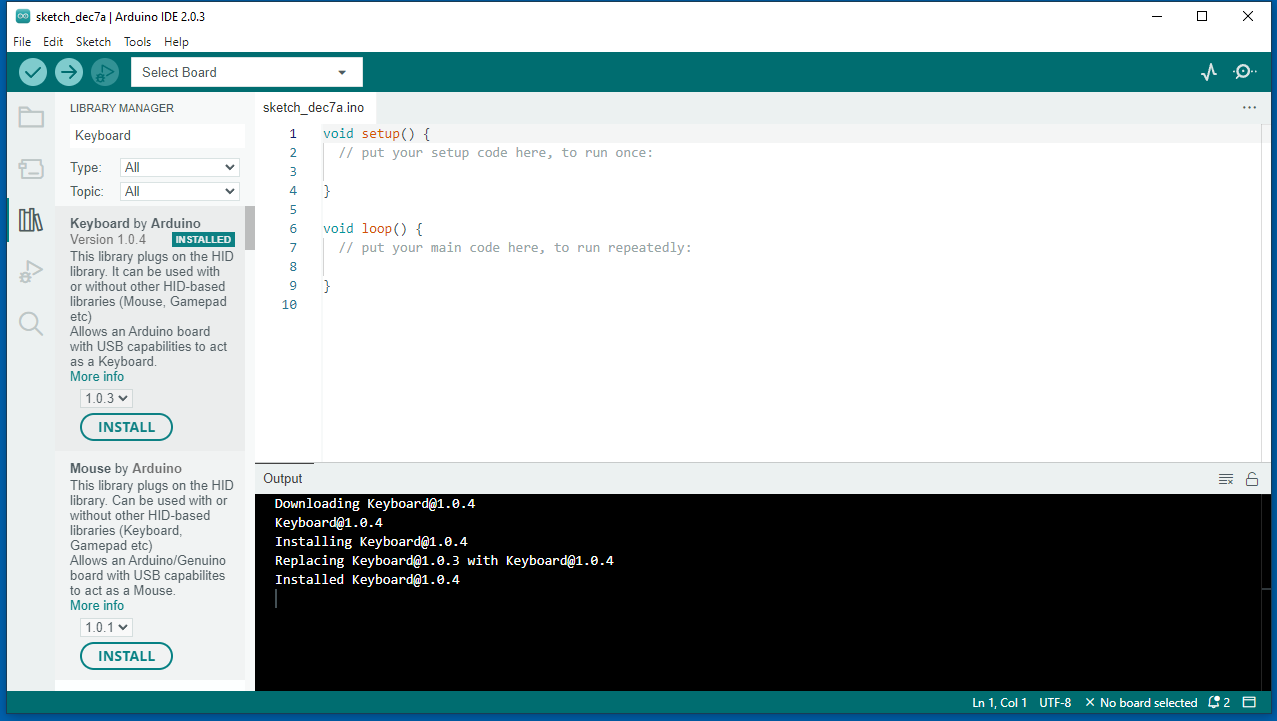 sketch_dec7a | Arduino IDE 2.0.3
File Edit Sketch Tools Help
Select Board
LIBRARY MANAGER
Keyboard
Type: All
Topic: All
Keyboard by Arduino
Version 1.0.4 INSTALLED
This library plugs on the HID
library. It can be used with
or without other HID-based
libraries (Mouse, Gamepad
etc)
Allows an Arduino board
with USB capabilities to act
as a Keyboard.
More info
1.0.3
INSTALL
Mouse by Arduino
This library plugs on the HID
library. Can be used with or
without other HID-based
libraries (Keyboard,
Gamepad etc)
Allows an Arduino/Genuino
board with USB capabilites
to act as a Mouse.
More info
1.0.1
INSTALL
sketch_dec7a.ino
1 void setup() {
2 // put your setup code here, to run once:
3
4 }
5
6 void loop() {
7 // put your main code here, to run repeatedly:
8
9 }
10
Output
Downloading Keyboard@1.0.4
Keyboard@1.0.4
Installing Keyboard@1.0.4
Replacing Keyboard@1.0.3 with Keyboard@1.0.4
Installed Keyboard@1.0.4
Ln 1, Col 1 UTF-8 No board selected 2